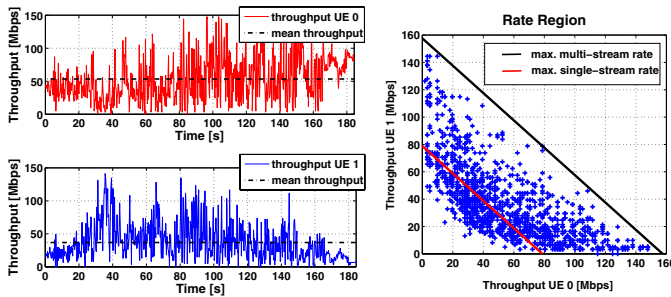 Throughput [Mbps]
150
100
50
0
throughput UE 0
mean throughput
0 20 40 60 80 100 120 140 160 180
Time [s]
Throughput [Mbps]
150
100
50
0
throughput UE 1
mean throughput
0 20 40 60 80 100 120 140 160 180
Time [s]
Rate Region
Throughput UE 1 [Mbps]
160
140
120
100
80
60
40
20
0
max. multi-stream rate
max. single-stream rate
0 20 40 60 80 100 120 140 160
Throughput UE 0 [Mbps]